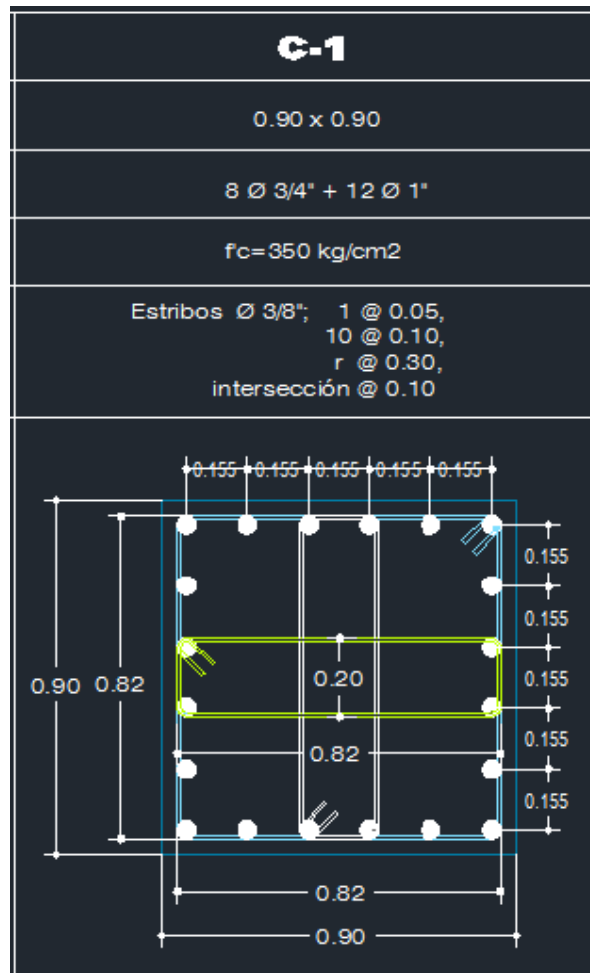 C-1
0.90 x 0.90
8 Ø 3/4" + 12 Ø 1"
f'c=350 kg/cm2
Estribos Ø 3/8"; 1 @ 0.05,
10 @ 0.10,
r @ 0.30,
intersección @ 0.10
0.155 0.155 0.155 0.155 0.155
0.155
0.155
0.90 0.82 0.20 0.155
0.155
0.82
0.155
0.82
0.90